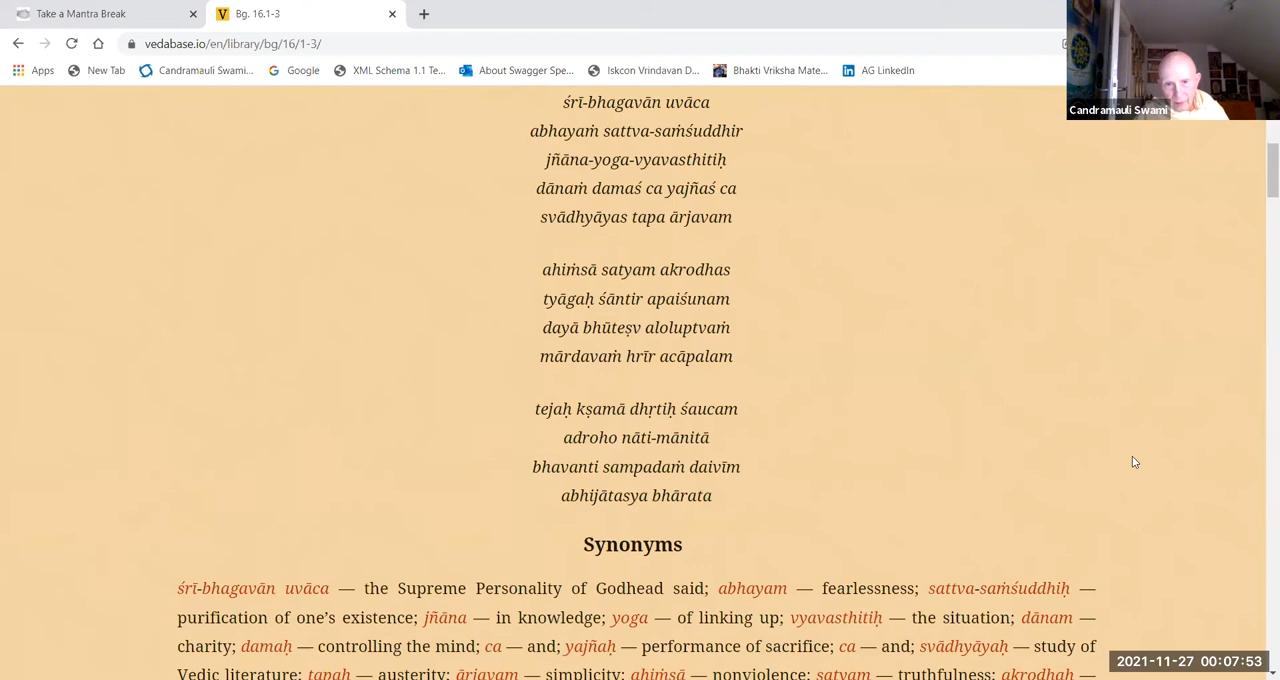 Take a Mantra Break
Bg. 16.1-3
vedabase.io/en/library/bg/16/1-3/
Apps New Tab Candramauli Swami... Google XML Schema 1.1 Te... About Swagger Spe... Iskcon Vrindavan D... Bhakti Vriksha Mate... AG LinkedIn
Candramauli Swami
śrī-bhagavān uvāca
abhayaṁ sattva-saṁśuddhir
jñāna-yoga-vyavasthitiḥ
dānaṁ damaś ca yajñaś ca
svādhyāyas tapa ārjavam
ahiṁsā satyam akrodhas
tyāgaḥ śāntir apaiśunam
dayā bhūteṣv aloluptvaṁ
mārdavaṁ hrīr acāpalam
tejaḥ kṣamā dhṛtiḥ śaucam
adroho nāti-mānitā
bhavanti sampadaṁ daivīm
abhijātasya bhārata
Synonyms
śrī-bhagavān uvāca — the Supreme Personality of Godhead said; abhayam — fearlessness; sattva-saṁśuddhiḥ —
purification of one’s existence; jñāna — in knowledge; yoga — of linking up; vyavasthitiḥ — the situation; dānam —
charity; damaḥ — controlling the mind; ca — and; yajñaḥ — performance of sacrifice; ca — and; svādhyāyaḥ — study of
Vedic literature; tapaḥ — austerity; ārjavam — simplicity; ahiṁsā — nonviolence; satyam — truthfulness; akrodhaḥ —
2021-11-27 00:07:53